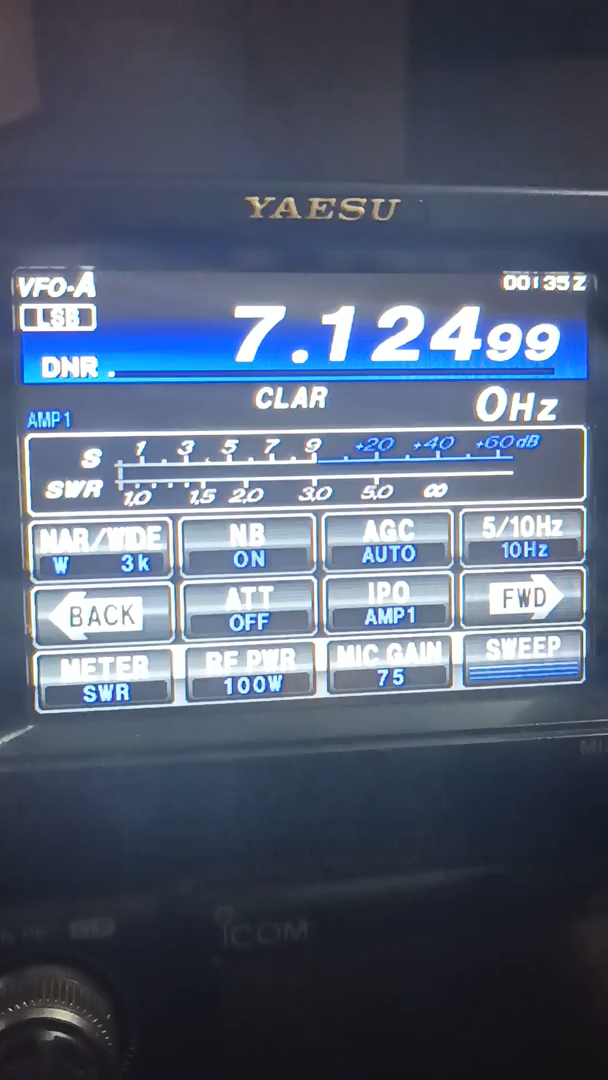 YAESU
VFO-A 00:35Z
LSB 7.12499
DNR
CLAR 0Hz
AMP1
S 1 3 5 7 9 +20 +40 +60dB
SWR 1.0 1.5 2.0 3.0 5.0 ∞
NAR/WIDE NB AGC 5/10Hz
W 3k ON AUTO 10Hz
BACK ATT IPO FWD
OFF AMP1
METER RF PWR MIC GAIN SWEEP
SWR 100W 75
ICOM